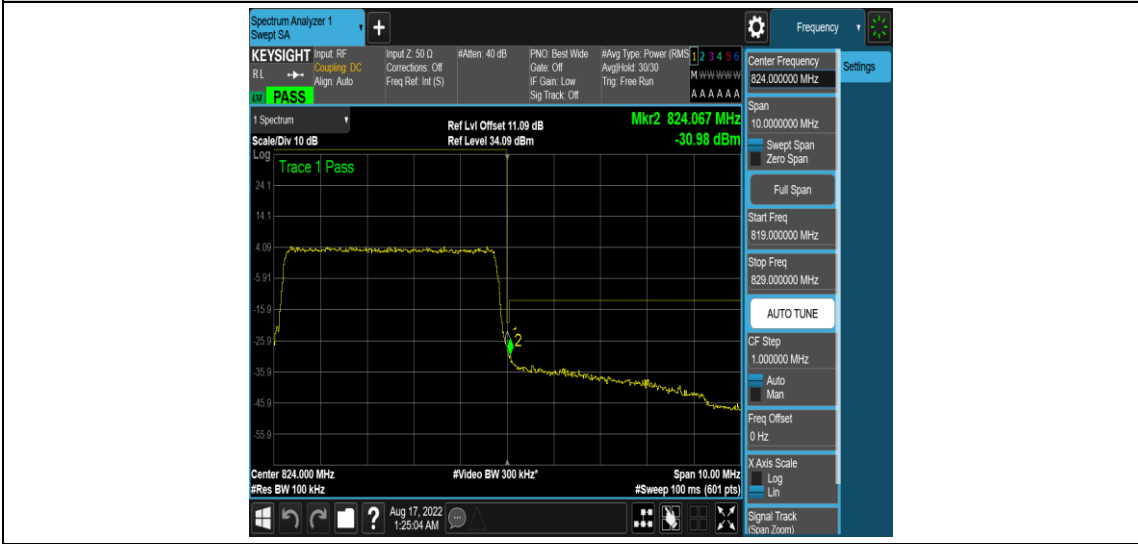 Spectrum Analyzer 1
Swept SA
+
Frequency
KEYSIGHT
RL
PASS
Input: RF
Coupling: DC
Align: Auto
Input Z: 50 Ω
Corrections: Off
Freq Ref: Int (S)
#Atten: 40 dB
PNO: Best Wide
Gate: Off
IF Gain: Low
Sig Track: Off
#Avg Type: Power (RMS
Avg|Hold: 30/30
Trig: Free Run
1 2 3 4 5 6
M W W W W W
A A A A A A
1 Spectrum
Scale/Div 10 dB
Ref Lvl Offset 11.09 dB
Ref Level 34.09 dBm
Mkr2 824.067 MHz
-30.98 dBm
Log
Trace 1 Pass
24.1
14.1
4.09
-5.91
-15.9
-25.9
-35.9
-45.9
-55.9
2
Center 824.000 MHz
#Res BW 100 kHz
#Video BW 300 kHz*
Span 10.00 MHz
#Sweep 100 ms (601 pts)
?
Aug 17, 2022
1:25:04 AM
Center Frequency
824.000000 MHz
Settings
Span
10.0000000 MHz
Swept Span
Zero Span
Full Span
Start Freq
819.000000 MHz
Stop Freq
829.000000 MHz
AUTO TUNE
CF Step
1.000000 MHz
Auto
Man
Freq Offset
0 Hz
X Axis Scale
Log
Lin
Signal Track
(Span Zoom)